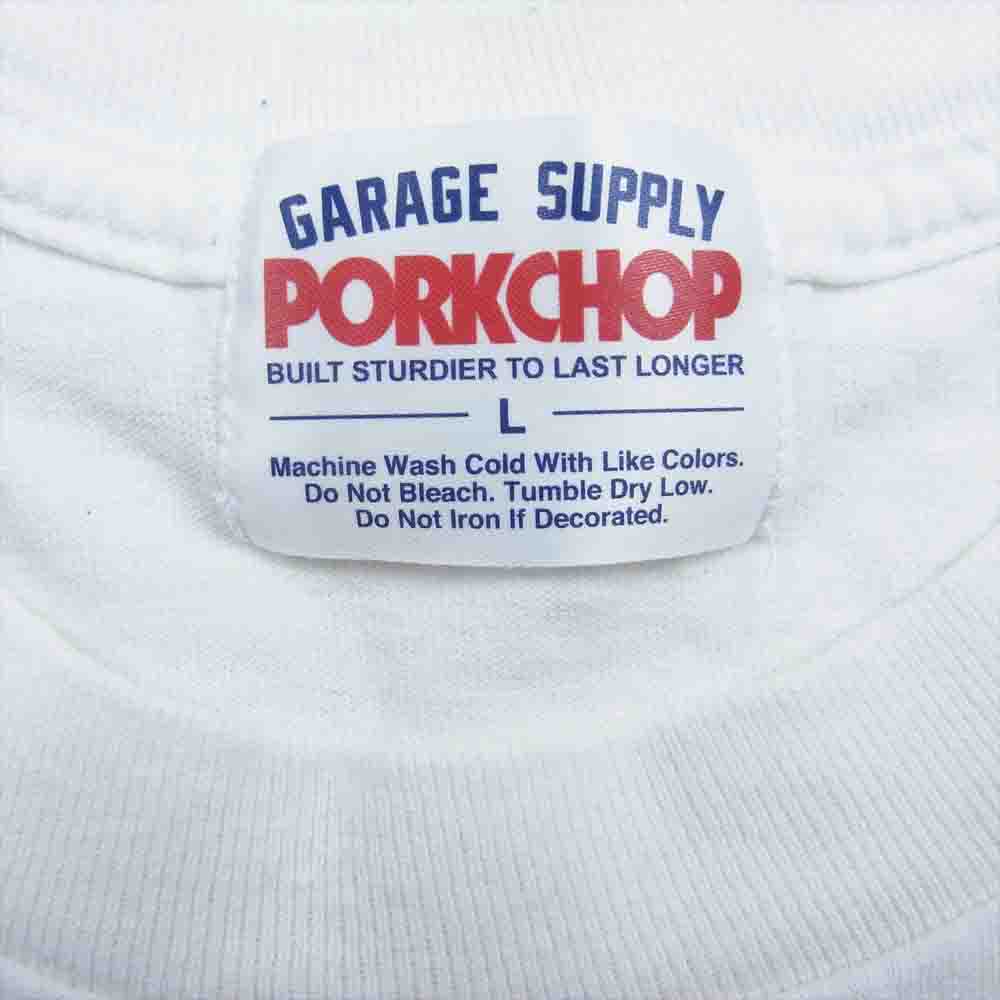 GARAGE SUPPLY
PORKCHOP
BUILT STURDIER TO LAST LONGER
L
Machine Wash Cold With Like Colors.
Do Not Bleach. Tumble Dry Low.
Do Not Iron If Decorated.